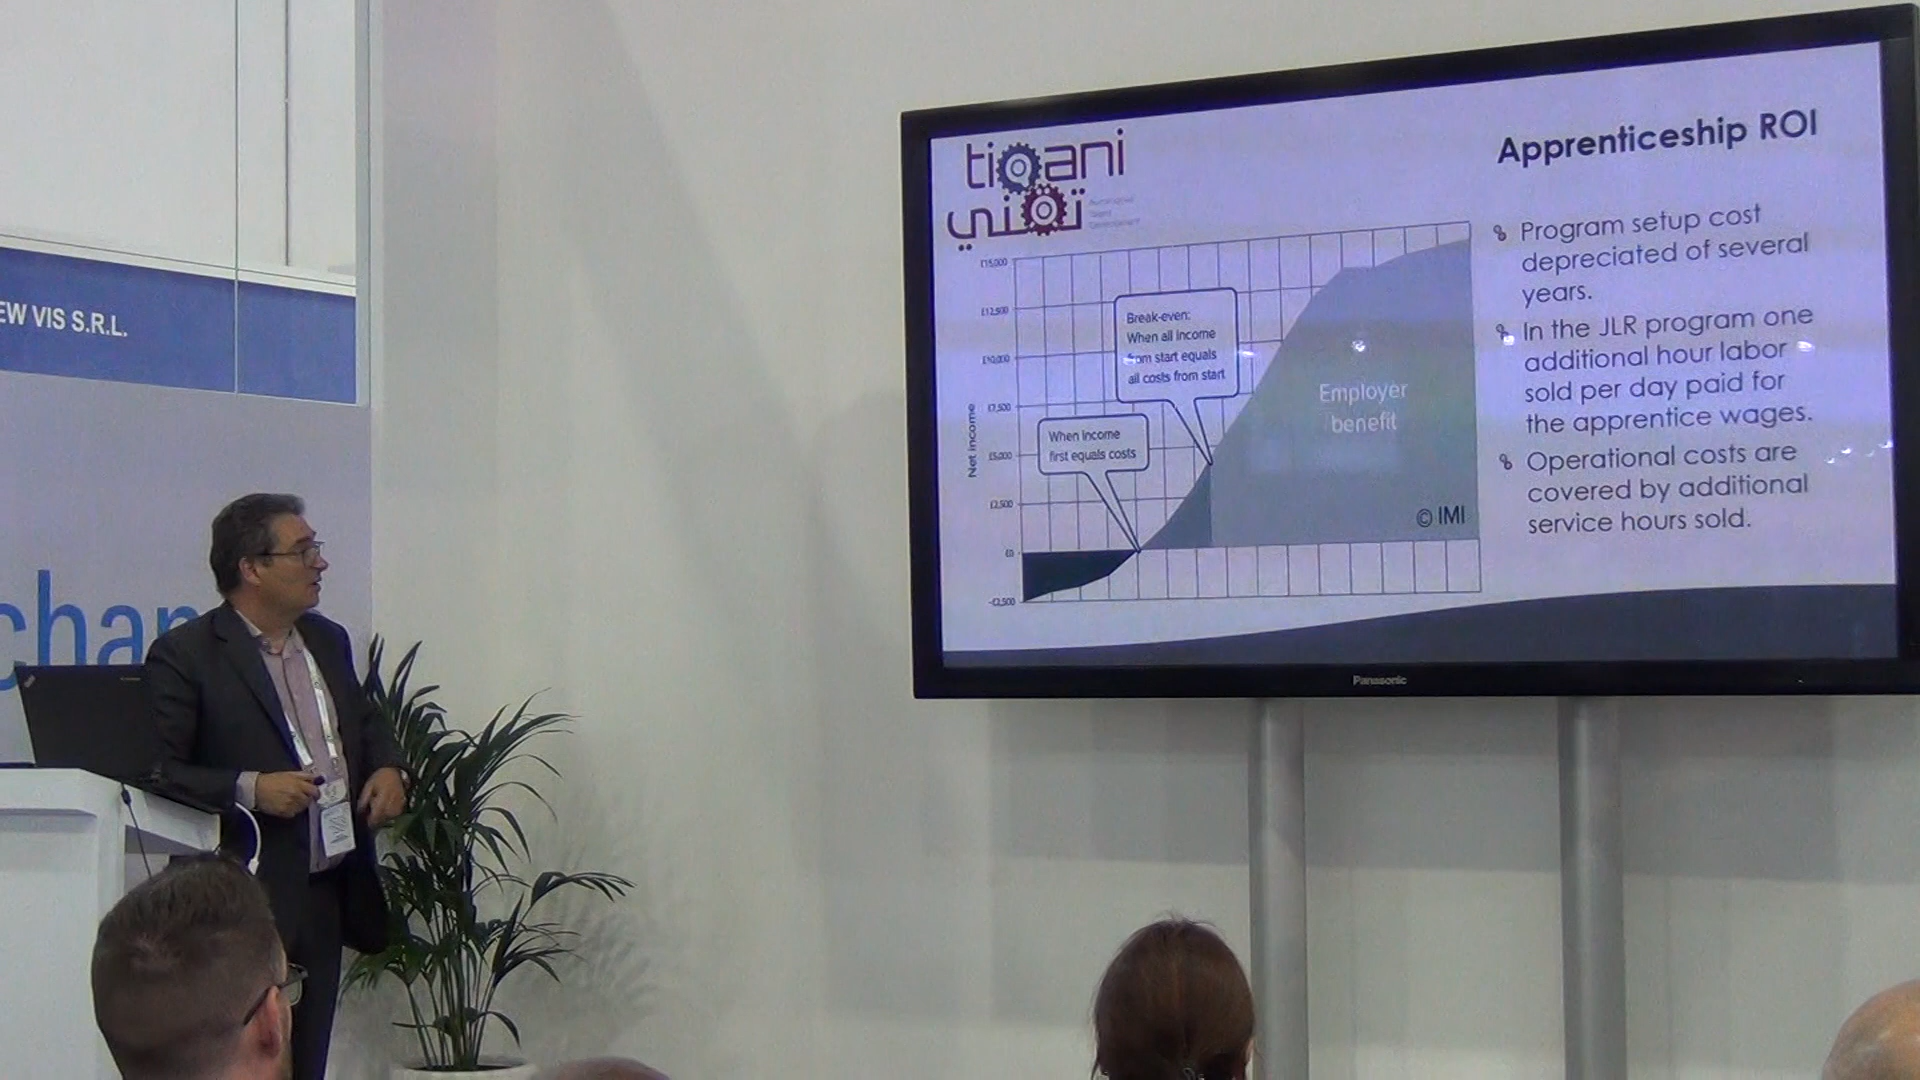 EW VIS S.R.L.
chan
tiqani
تقني
Apprenticeship ROI
Program setup cost
depreciated of several
years.
In the JLR program one
additional hour labor
sold per day paid for
the apprentice wages.
Operational costs are
covered by additional
service hours sold.
£15,000
£12,500
£10,000
£7,500
£5,000
£2,500
£0
-£2,500
Net income
Break-even:
When all income
from start equals
all costs from start
When income
first equals costs
Employer
benefit
© IMI
Panasonic